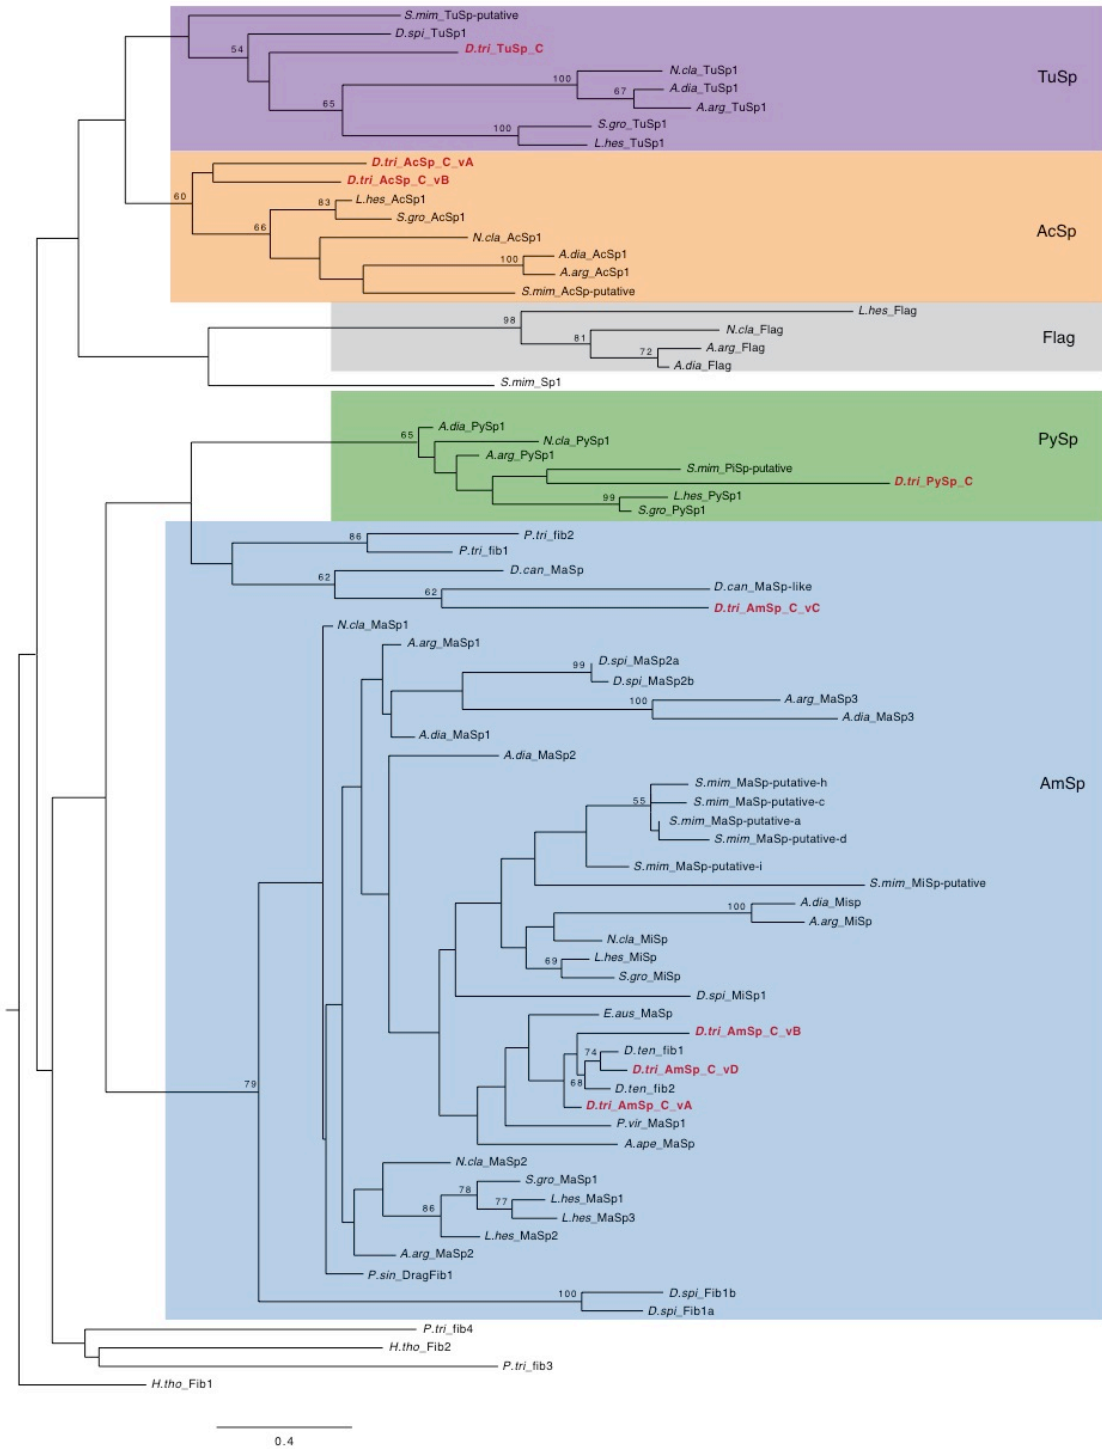 S.mim_TuSp-putative
D.spi_TuSp1
54
D.tri_TuSp_C
N.cla_TuSp1
100
TuSp
A.dia_TuSp1
67
65
A.arg_TuSp1
S.gro_TuSp1
100
L.hes_TuSp1
D.tri_AcSp_C_vA
D.tri_AcSp_C_vB
60
L.hes_AcSp1
83
S.gro_AcSp1
66
AcSp
N.cla_AcSp1
A.dia_AcSp1
100
A.arg_AcSp1
S.mim_AcSp-putative
L.hes_Flag
98
N.cla_Flag
81
Flag
A.arg_Flag
72
A.dia_Flag
S.mim_Sp1
A.dia_PySp1
65
N.cla_PySp1
PySp
A.arg_PySp1
S.mim_PiSp-putative
D.tri_PySp_C
L.hes_PySp1
99
S.gro_PySp1
P.tri_fib2
86
P.tri_fib1
D.can_MaSp
62
D.can_MaSp-like
62
D.tri_AmSp_C_vC
N.cla_MaSp1
A.arg_MaSp1
D.spi_MaSp2a
99
D.spi_MaSp2b
A.arg_MaSp3
100
A.dia_MaSp3
A.dia_MaSp1
A.dia_MaSp2
S.mim_MaSp-putative-h
AmSp
S.mim_MaSp-putative-c
55
S.mim_MaSp-putative-a
S.mim_MaSp-putative-d
S.mim_MaSp-putative-i
S.mim_MiSp-putative
A.dia_Misp
100
A.arg_MiSp
N.cla_MiSp
L.hes_MiSp
69
S.gro_MiSp
D.spi_MiSp1
E.aus_MaSp
D.tri_AmSp_C_vB
D.ten_fib1
74
D.tri_AmSp_C_vD
68
D.ten_fib2
79
D.tri_AmSp_C_vA
P.vir_MaSp1
A.ape_MaSp
N.cla_MaSp2
S.gro_MaSp1
78
L.hes_MaSp1
77
86
L.hes_MaSp3
L.hes_MaSp2
A.arg_MaSp2
P.sin_DragFib1
D.spi_Fib1b
100
D.spi_Fib1a
P.tri_fib4
H.tho_Fib2
P.tri_fib3
H.tho_Fib1
0.4